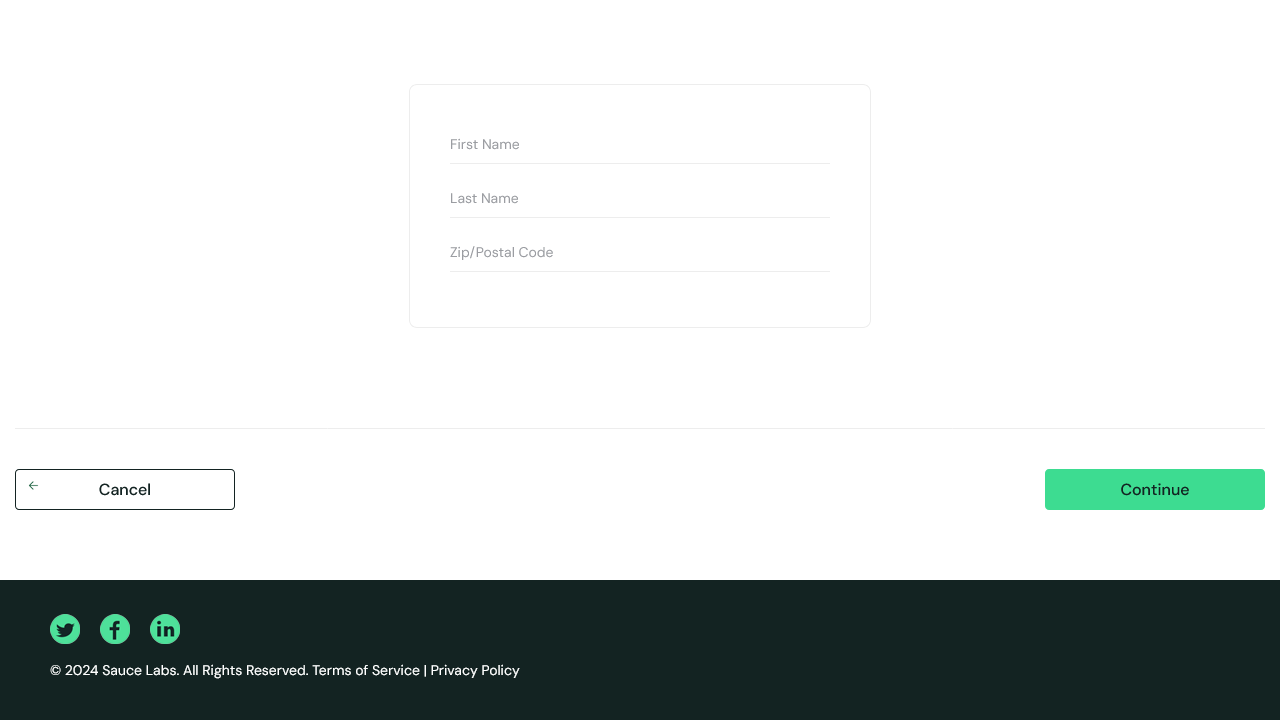 First Name
Last Name
Zip/Postal Code
Cancel
Continue
© 2024 Sauce Labs. All Rights Reserved. Terms of Service | Privacy Policy